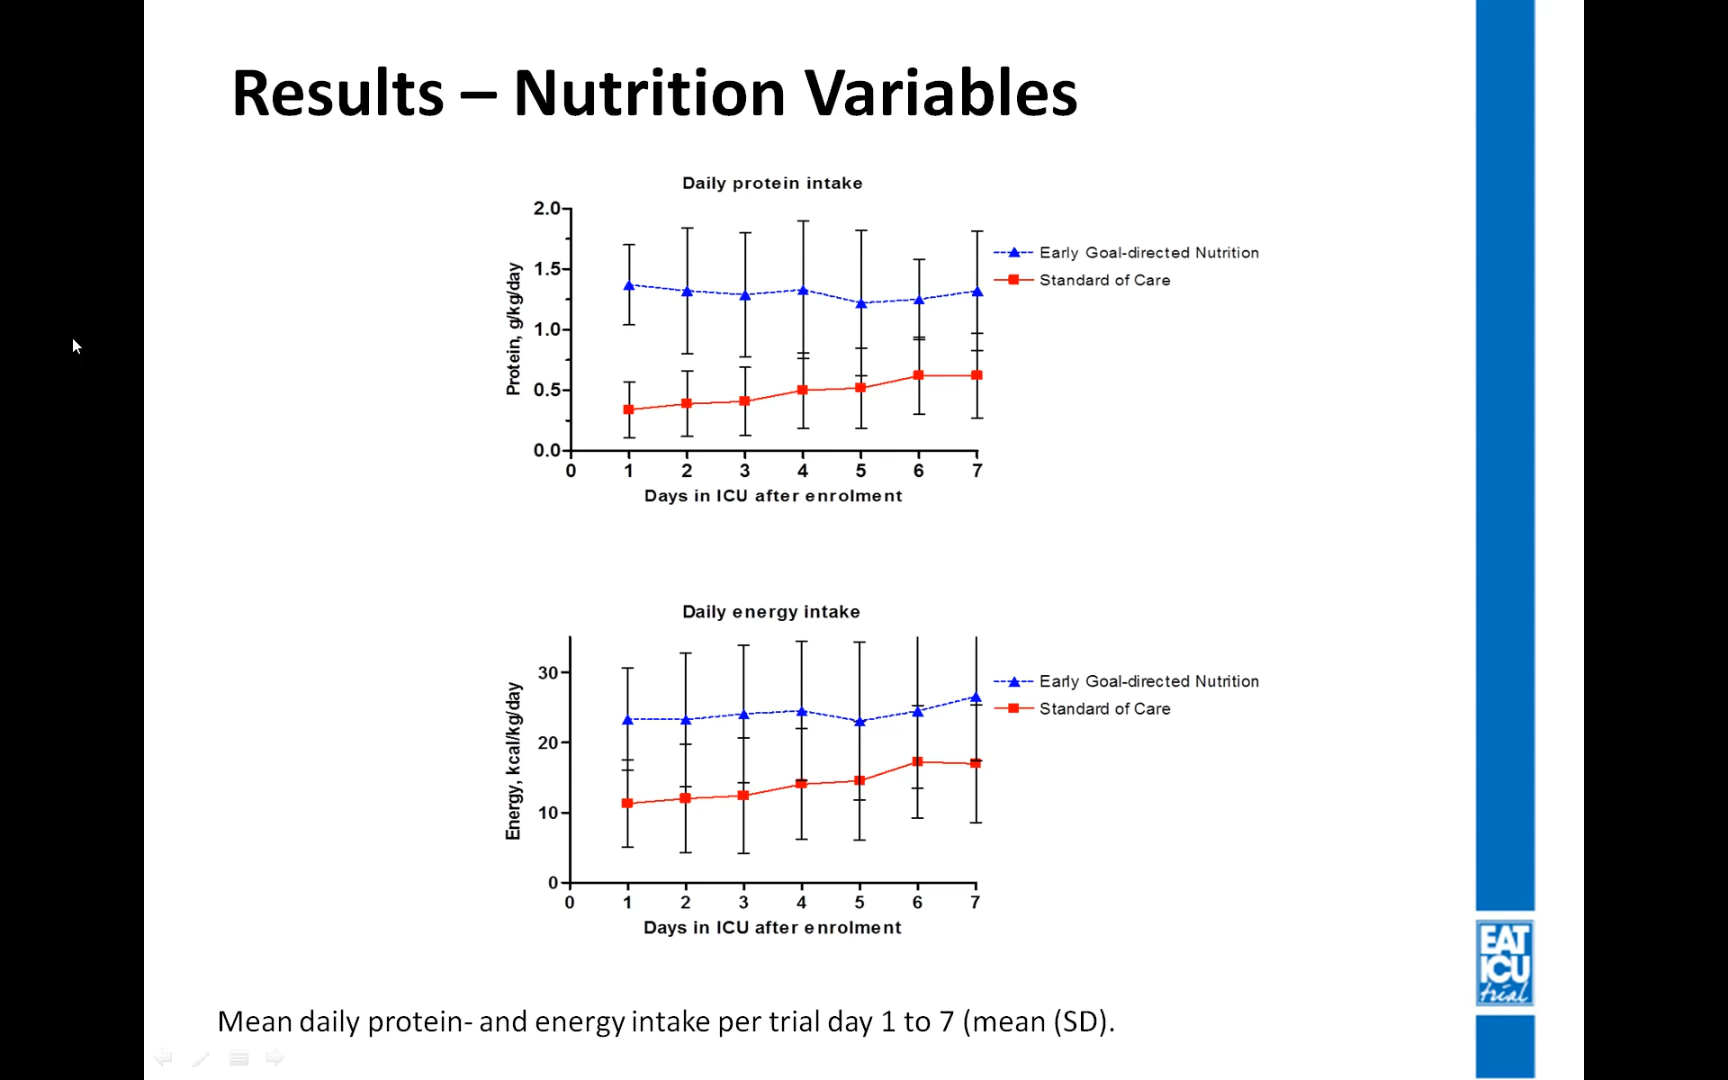 Results – Nutrition Variables
Daily protein intake
2.0
1.5
1.0
0.5
0.0
Protein, g/kg/day
0 1 2 3 4 5 6 7
Days in ICU after enrolment
Early Goal-directed Nutrition
Standard of Care
Daily energy intake
30
20
10
0
Energy, kcal/kg/day
0 1 2 3 4 5 6 7
Days in ICU after enrolment
Early Goal-directed Nutrition
Standard of Care
EAT
ICU
trial
Mean daily protein- and energy intake per trial day 1 to 7 (mean (SD).